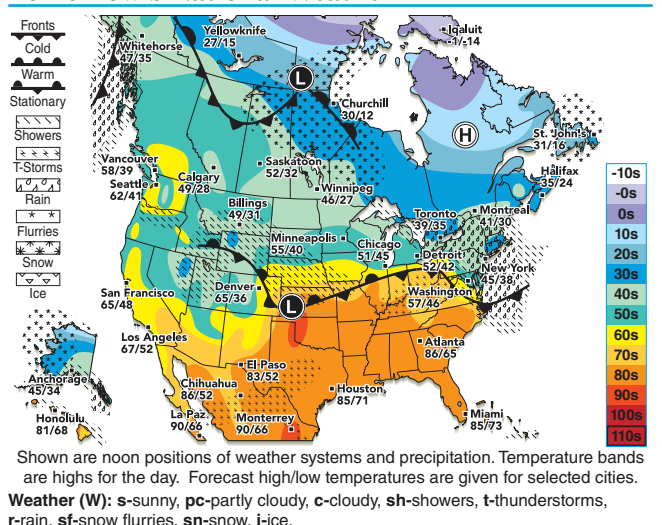 Fronts
Cold
Warm
Stationary
Showers
T-Storms
Rain
Flurries
Snow
Ice
Whitehorse
47/35
Yellowknife
27/15
Iqaluit
-1/-14
L
Churchill
30/12
H
St. John's
31/16
Vancouver
58/39
Seattle
62/41
Calgary
49/28
Saskatoon
52/32
Winnipeg
46/27
Halifax
35/24
Billings
49/31
Toronto
39/35
Montreal
41/30
Minneapolis
55/40
Chicago
51/45
Detroit
52/42
New York
45/38
San Francisco
65/48
Denver
65/36
L
Washington
57/46
Los Angeles
67/52
Atlanta
86/65
El Paso
83/52
Chihuahua
86/52
Houston
85/71
Anchorage
45/34
Honolulu
81/68
La Paz
90/66
Monterrey
90/66
Miami
85/73
-10s
-0s
0s
10s
20s
30s
40s
50s
60s
70s
80s
90s
100s
110s
Shown are noon positions of weather systems and precipitation. Temperature bands
are highs for the day. Forecast high/low temperatures are given for selected cities.
Weather (W): s-sunny, pc-partly cloudy, c-cloudy, sh-showers, t-thunderstorms,
r-rain, sf-snow flurries, sn-snow, i-ice.